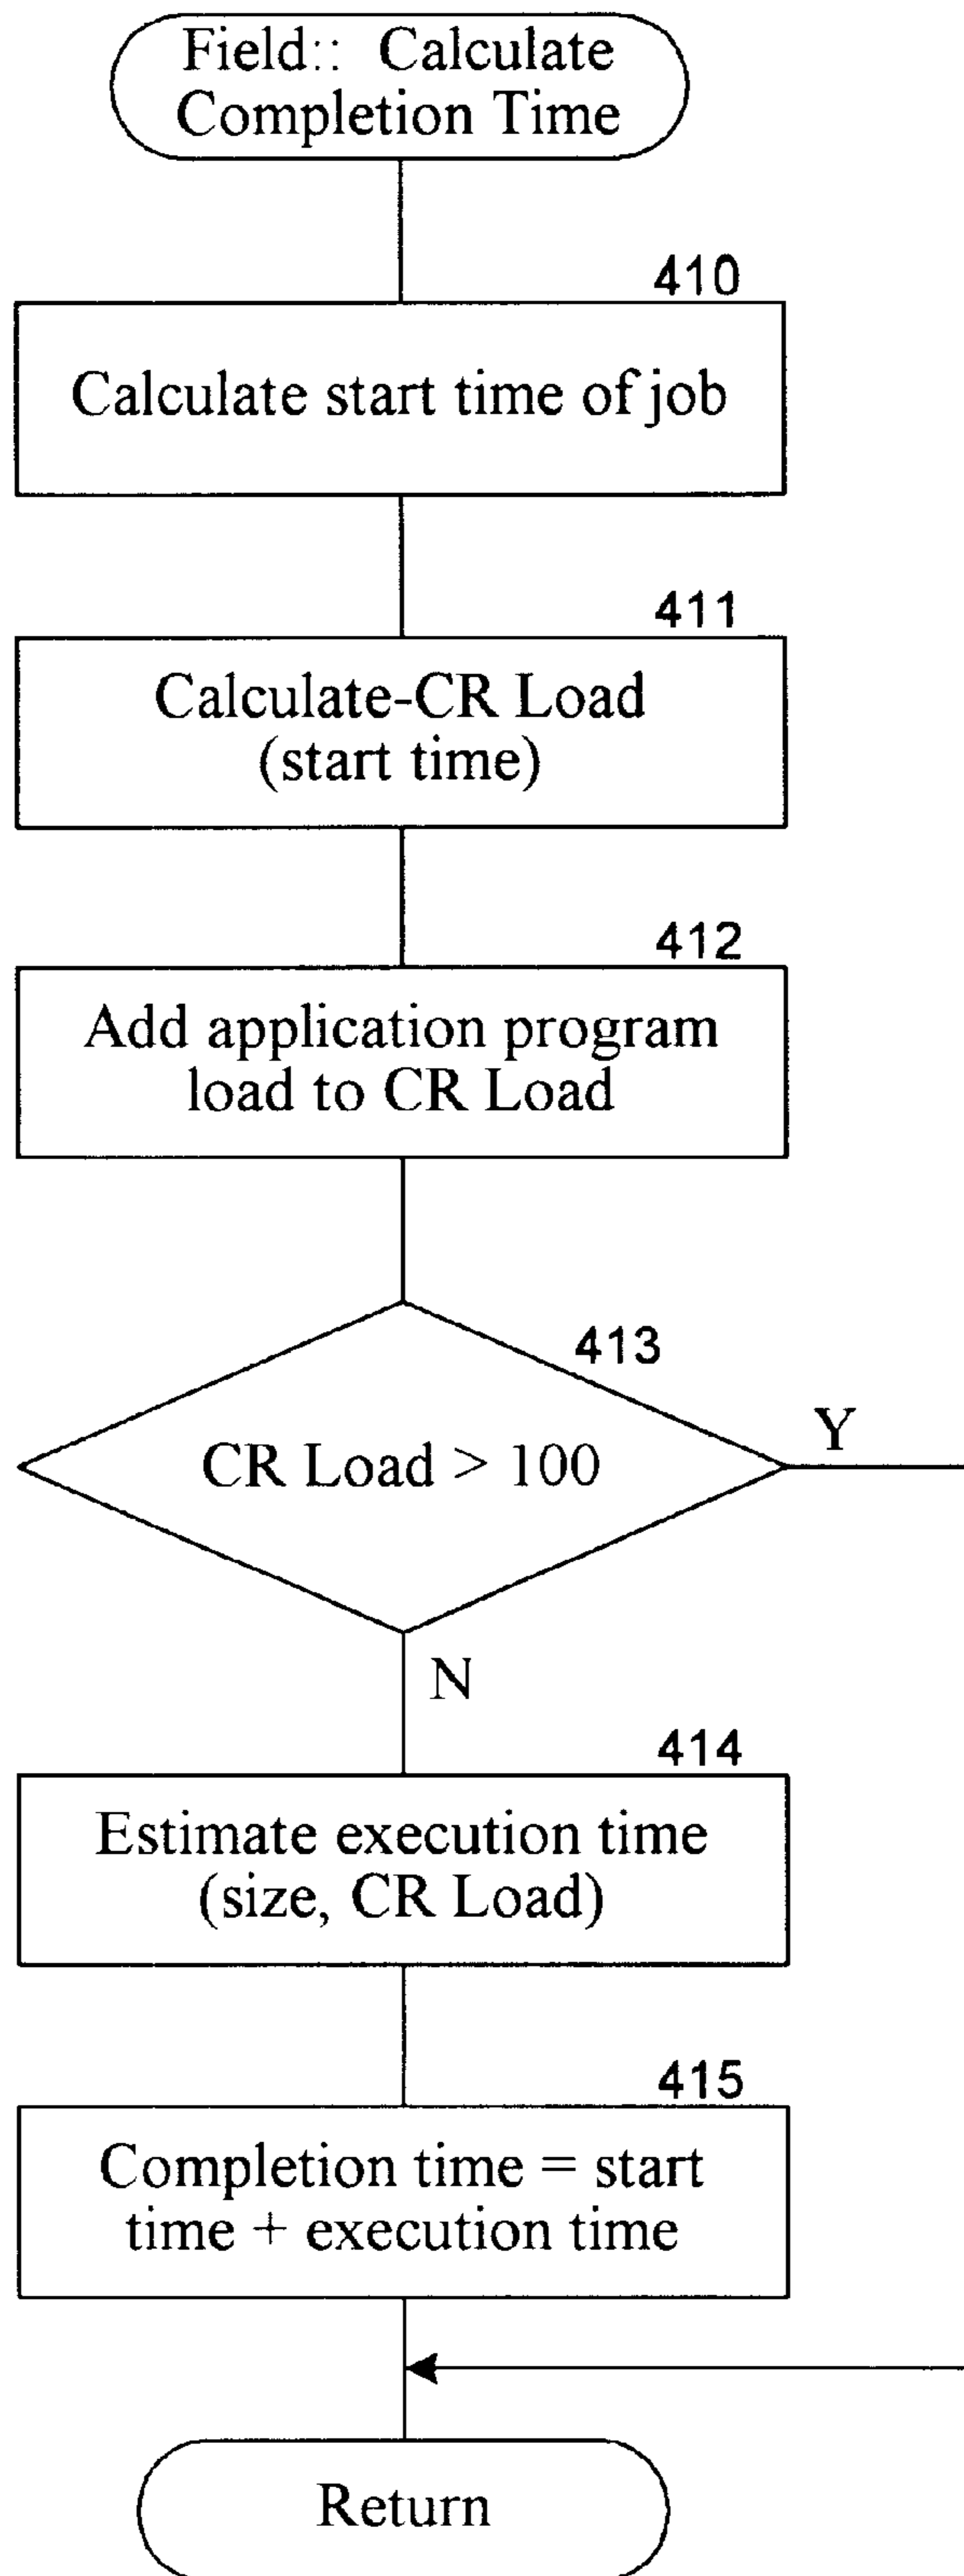 Field:: Calculate
Completion Time
410
Calculate start time of job
411
Calculate-CR Load
(start time)
412
Add application program
load to CR Load
413
CR Load > 100
Y
N
414
Estimate execution time
(size, CR Load)
415
Completion time = start
time + execution time
Return